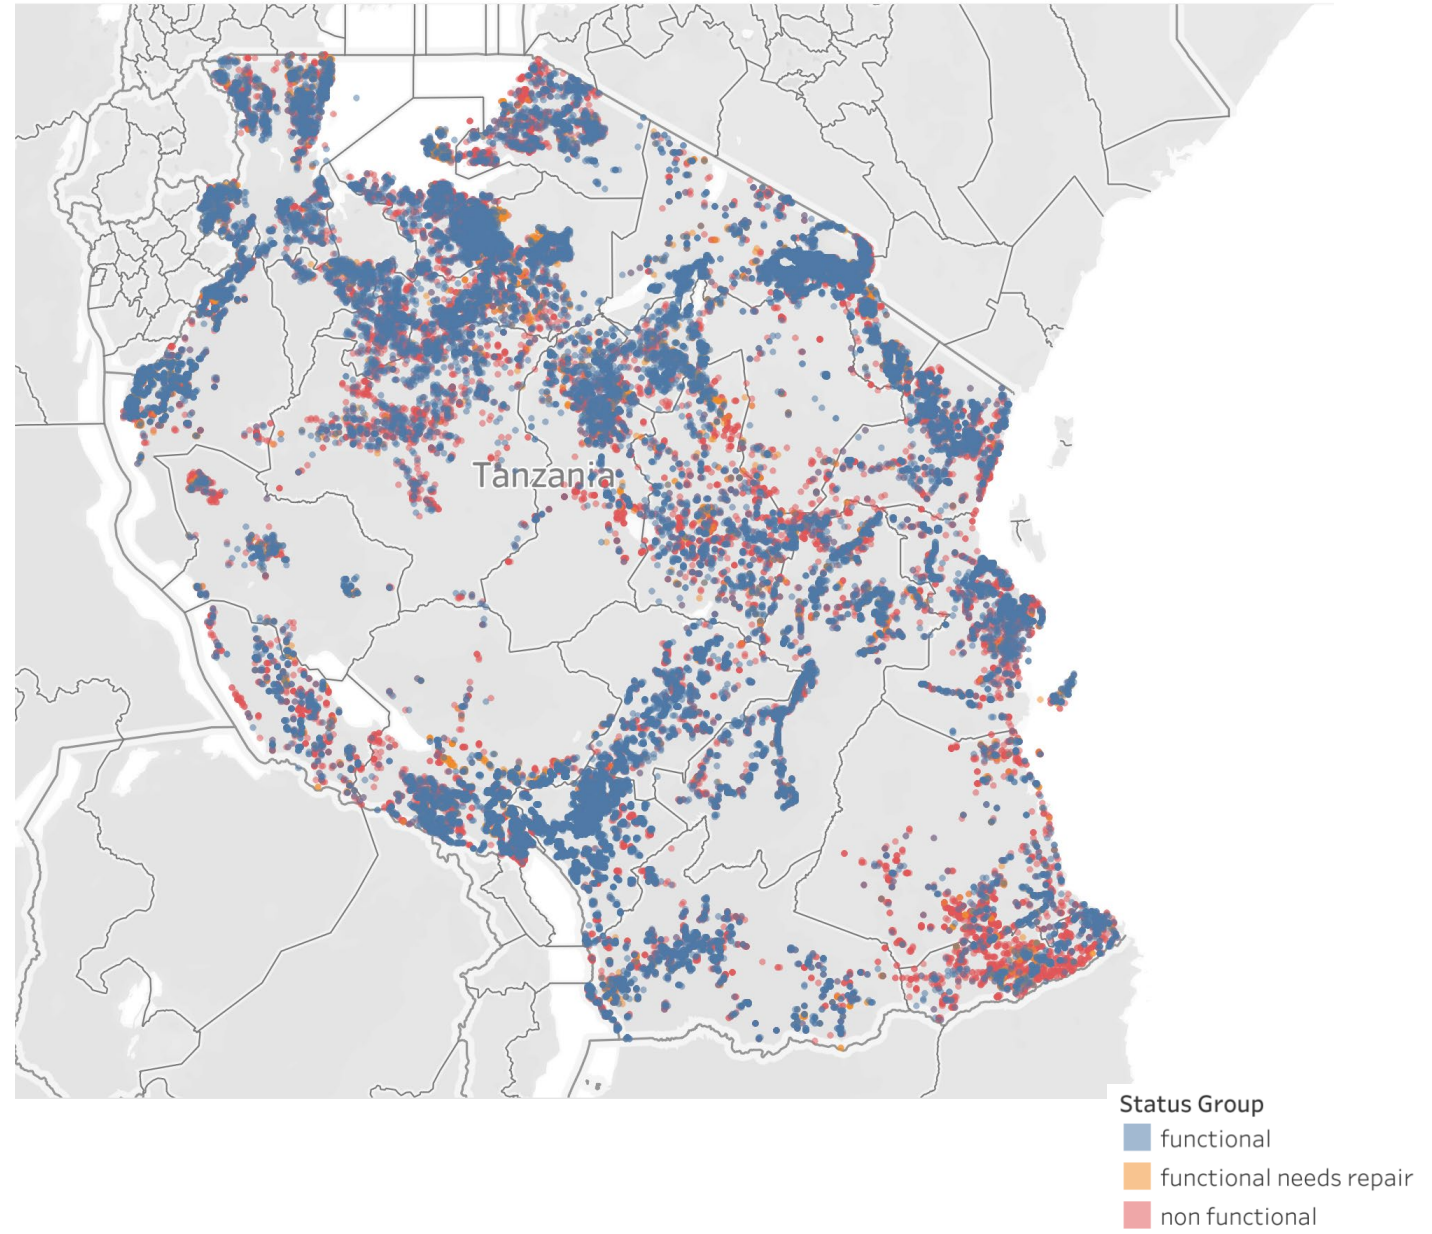 Tanzania
Status Group
functional
functional needs repair
non functional